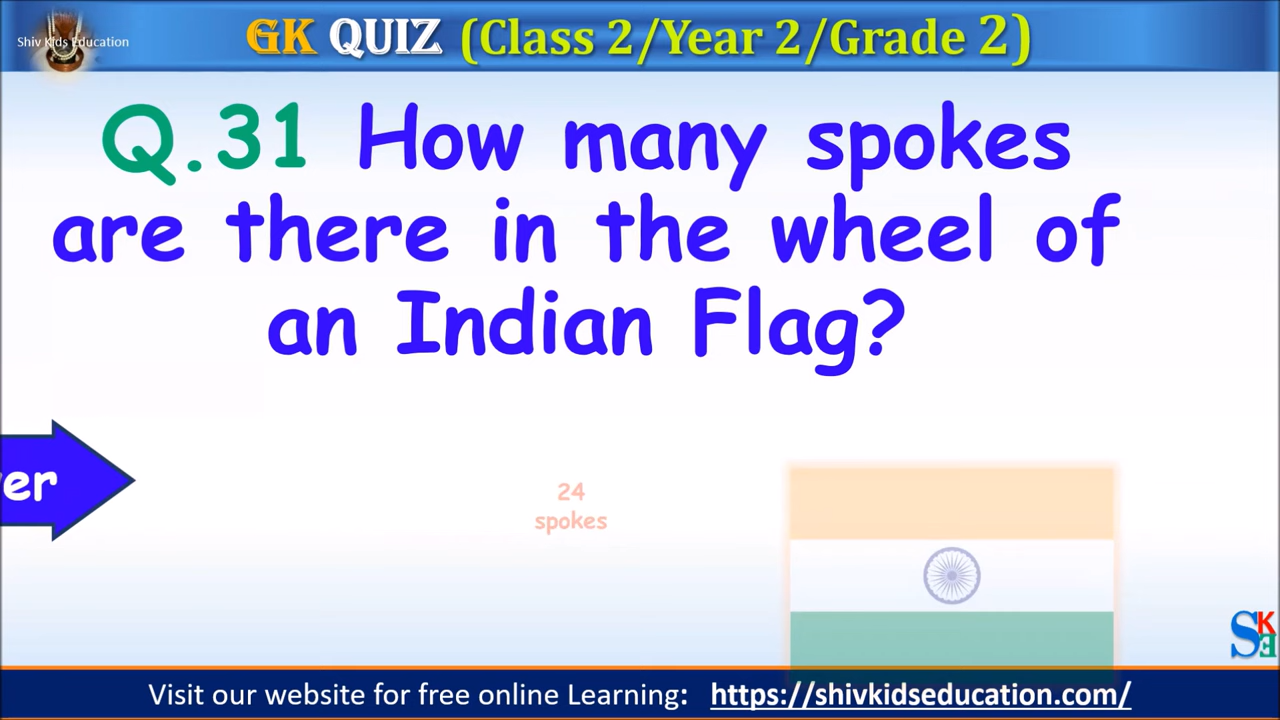 Shiv Kids Education
GK QUIZ (Class 2/Year 2/Grade 2)
Q.31 How many spokes
are there in the wheel of
an Indian Flag?
er
24
spokes
SKE
Visit our website for free online Learning: https://shivkidseducation.com/